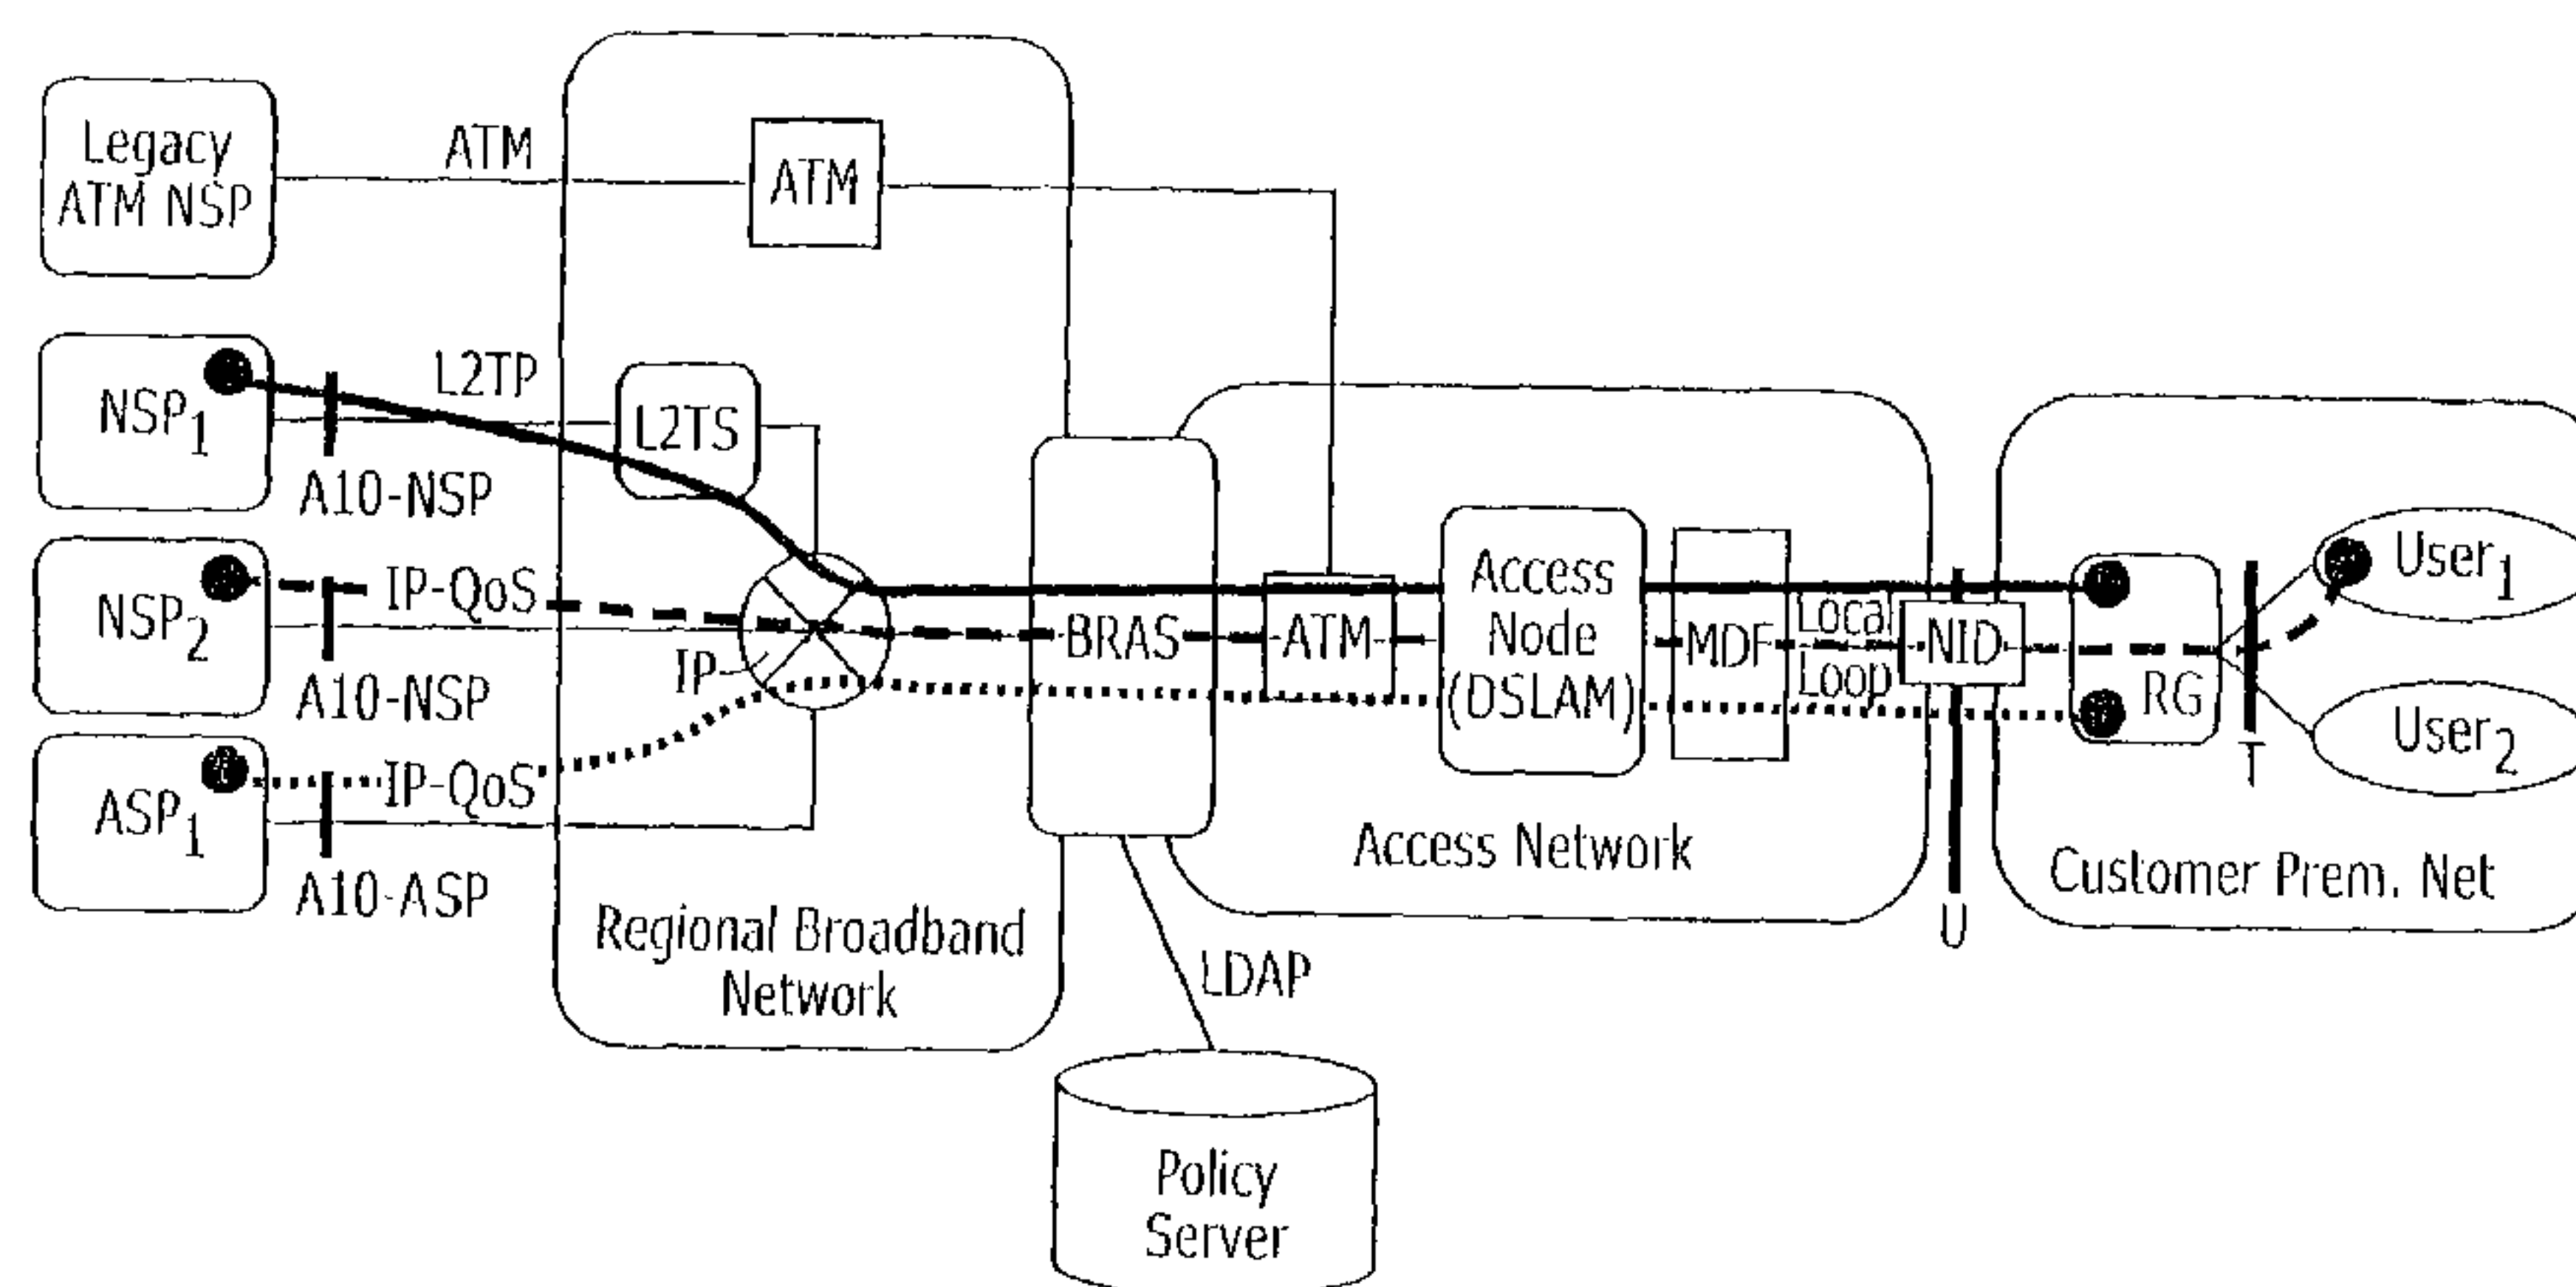 Legacy
ATM NSP
ATM
ATM
NSP1
L2TP
L2TS
A10-NSP
NSP2
IP-QoS
IP
A10-NSP
ASP1
IP-QoS
A10-ASP
Regional Broadband
Network
BRAS
ATM
Access
Node
(DSLAM)
MDF
Local
Loop
NID
Access Network
U
RG
T
User1
User2
Customer Prem. Net
LDAP
Policy
Server